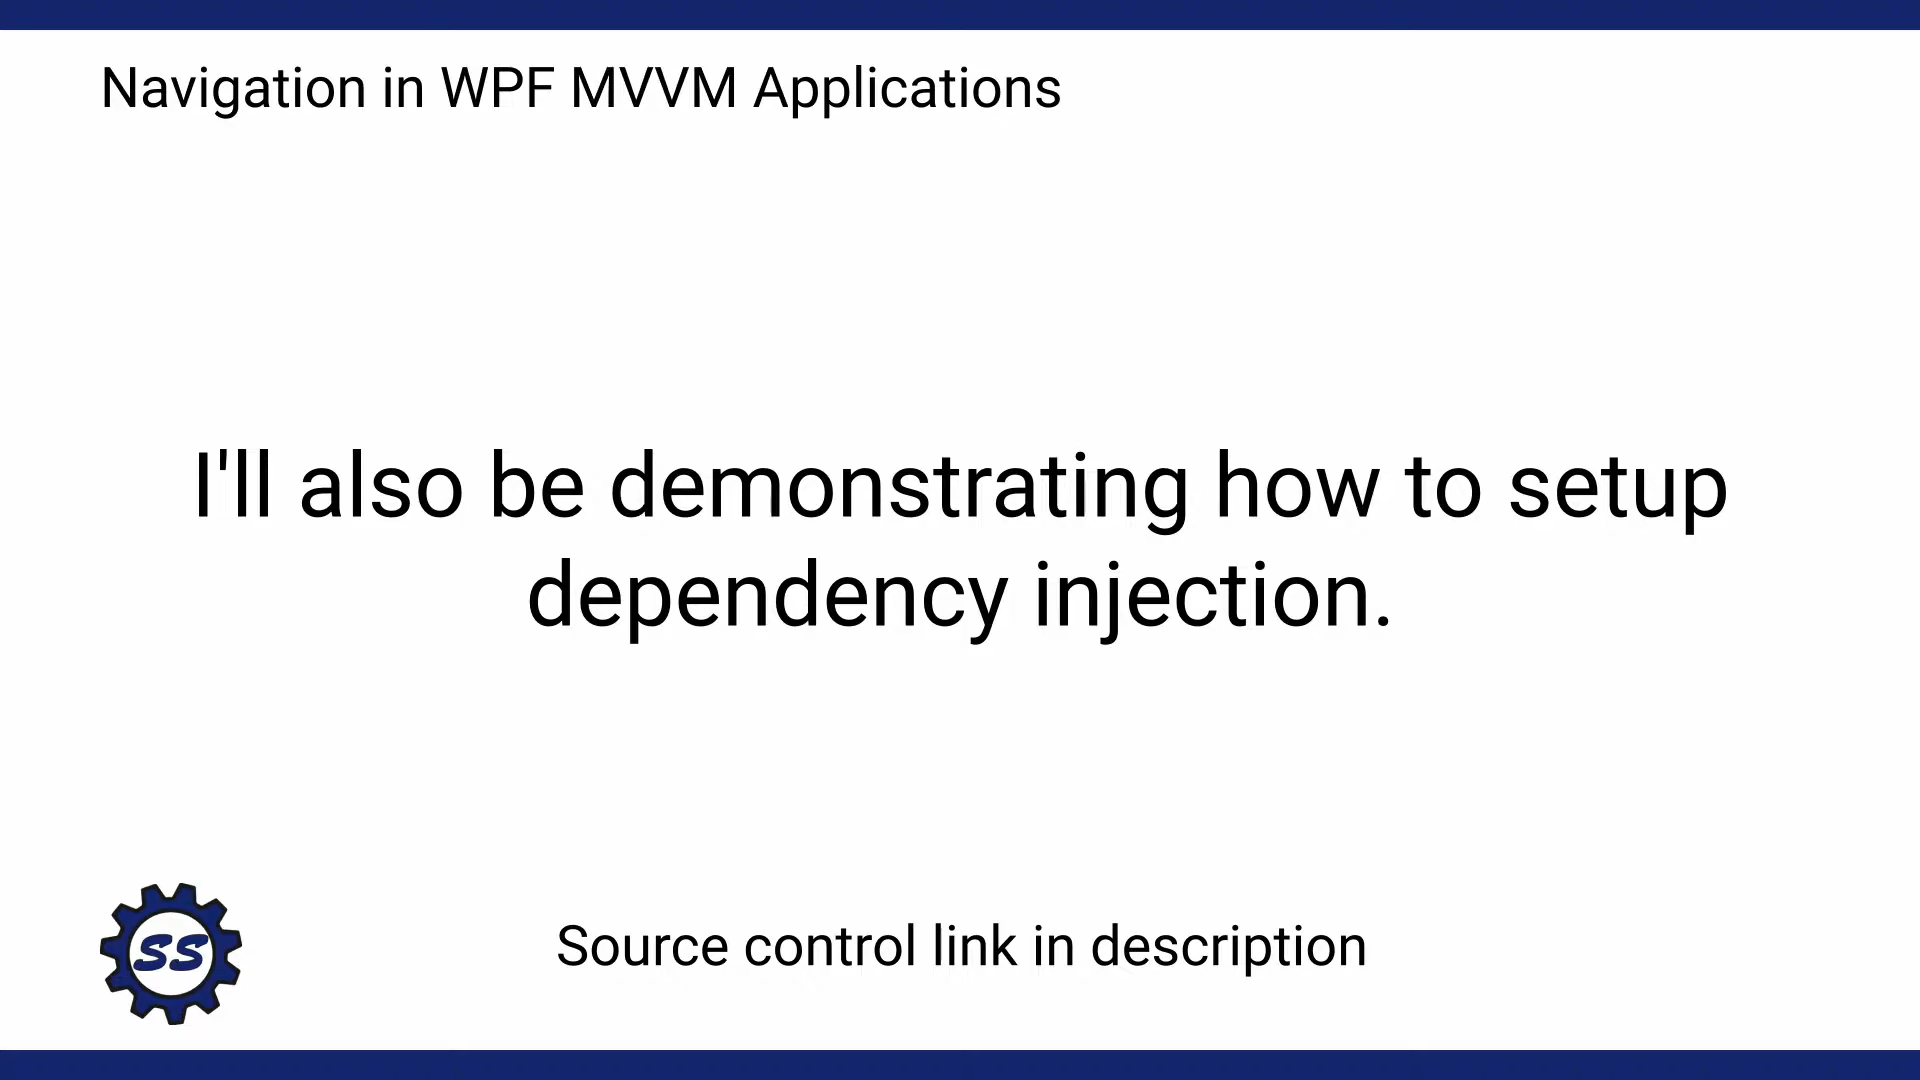 Navigation in WPF MVVM Applications
I'll also be demonstrating how to setup
dependency injection.
SS
Source control link in description